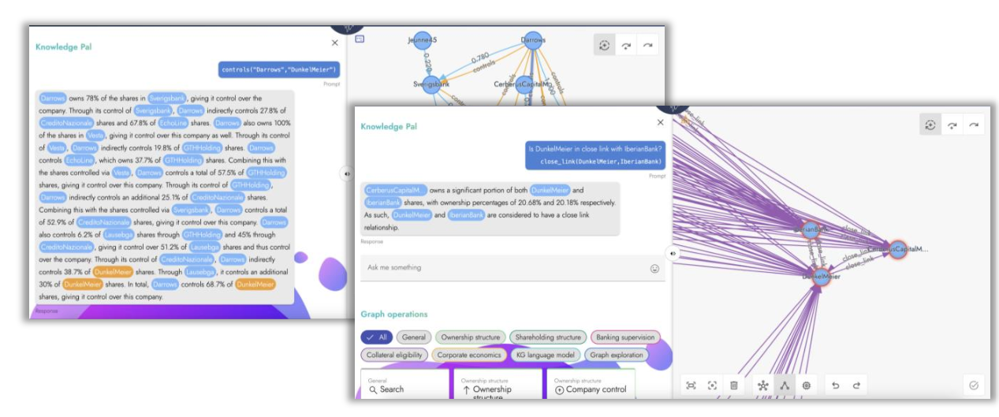 Knowledge Pal
controls("Darrows","DunkelMeier")
Prompt
Darrows owns 78% of the shares in Sverigsbank, giving it control over the
company. Through its control of Sverigsbank, Darrows indirectly controls 27.8% of
CreditoNazionale shares and 67.8% of EchoLine shares. Darrows also owns 100%
of the shares in Vesta, giving it control over this company as well. Through its control
of Vesta, Darrows indirectly controls 19.8% of GTHHolding shares. Darrows
controls EchoLine, which owns 37.7% of GTHHolding shares. Combining this with
the shares controlled via Vesta, Darrows controls a total of 57.5% of GTHHolding
shares, giving it control over this company. Through its control of GTHHolding,
Darrows indirectly controls an additional 25.1% of CreditoNazionale shares.
Combining this with the shares controlled via Sverigsbank, Darrows controls a total
of 52.9% of CreditoNazionale shares, giving it control over this company. Darrows
also controls 6.2% of Lausebga shares through GTHHolding and 45% through
CreditoNazionale, giving it control over 51.2% of Lausebga shares and thus control
over the company. Through its control of CreditoNazionale, Darrows indirectly
controls 38.7% of DunkelMeier shares. Through Lausebga, it controls an additional
30% of DunkelMeier shares. In total, Darrows controls 68.7% of DunkelMeier
shares, giving it control over this company.
Response
Jeunne45
Darrows
0.220
0.780
controls
Sverigsbank
CerberusCapitalM...
controls
controls
Knowledge Pal
Is DunkelMeier in close link with IberianBank?
close_link(DunkelMeier,IberianBank)
Prompt
CerberusCapitalM... owns a significant portion of both DunkelMeier and
IberianBank shares, with ownership percentages of 20.68% and 20.18% respectively.
As such, DunkelMeier and IberianBank are considered to have a close link
relationship.
Response
Ask me something
Graph operations
All General Ownership structure Shareholding structure Banking supervision
Collateral eligibility Corporate economics KG language model Graph exploration
General
Search
Ownership structure
Ownership
structure
Ownership structure
Company control
close_link
IberianBank
close_link
close_link
CerberusCapitalM...
close_link
close_link
DunkelMeier